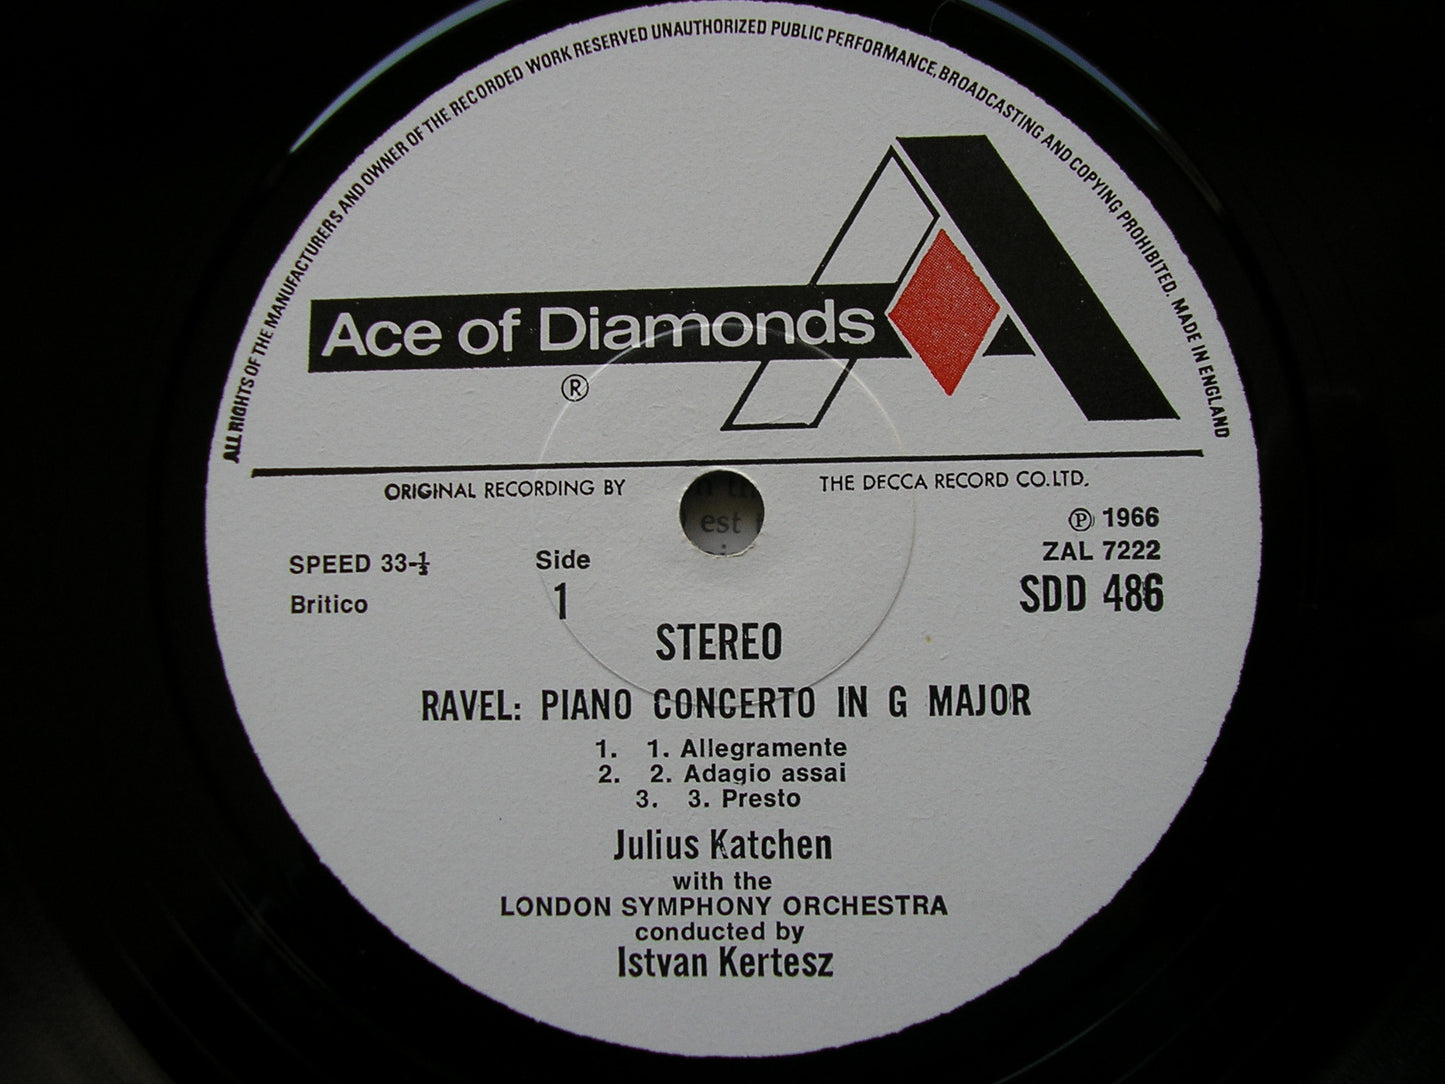 ALL RIGHTS OF THE MANUFACTURERS AND OWNER OF THE RECORDED WORK RESERVED UNAUTHORIZED PUBLIC PERFORMANCE, BROADCASTING AND COPYING PROHIBITED. MADE IN ENGLAND
Ace of Diamonds
®
ORIGINAL RECORDING BY THE DECCA RECORD CO. LTD.
℗ 1966
ZAL 7222
SDD 486
SPEED 33-⅓
Britico
Side
1
est
STEREO
RAVEL: PIANO CONCERTO IN G MAJOR
1. 1. Allegramente
2. 2. Adagio assai
3. 3. Presto
Julius Katchen
with the
LONDON SYMPHONY ORCHESTRA
conducted by
Istvan Kertesz